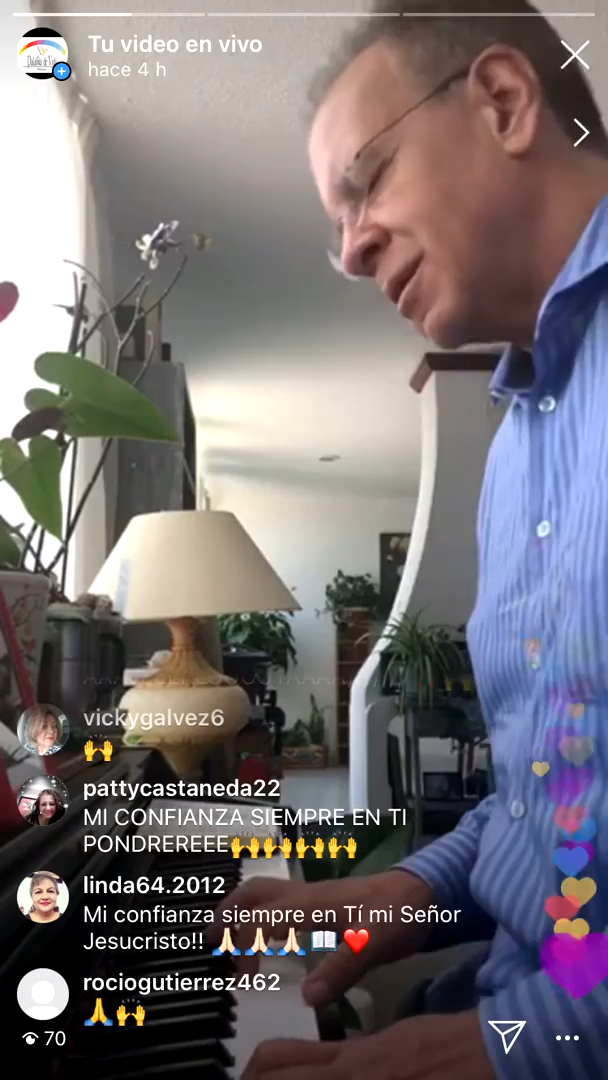 Tu video en vivo
hace 4 h
vickygalvez6
🙌
pattycastaneda22
MI CONFIANZA SIEMPRE EN TI
PONDREREEE🙌🙌🙌🙌
linda64.2012
Mi confianza siempre en Tí mi Señor
Jesucristo!! 🙏🏻🙏🏻🙏🏻📖❤️
rociogutierrez462
🙏🙌
70